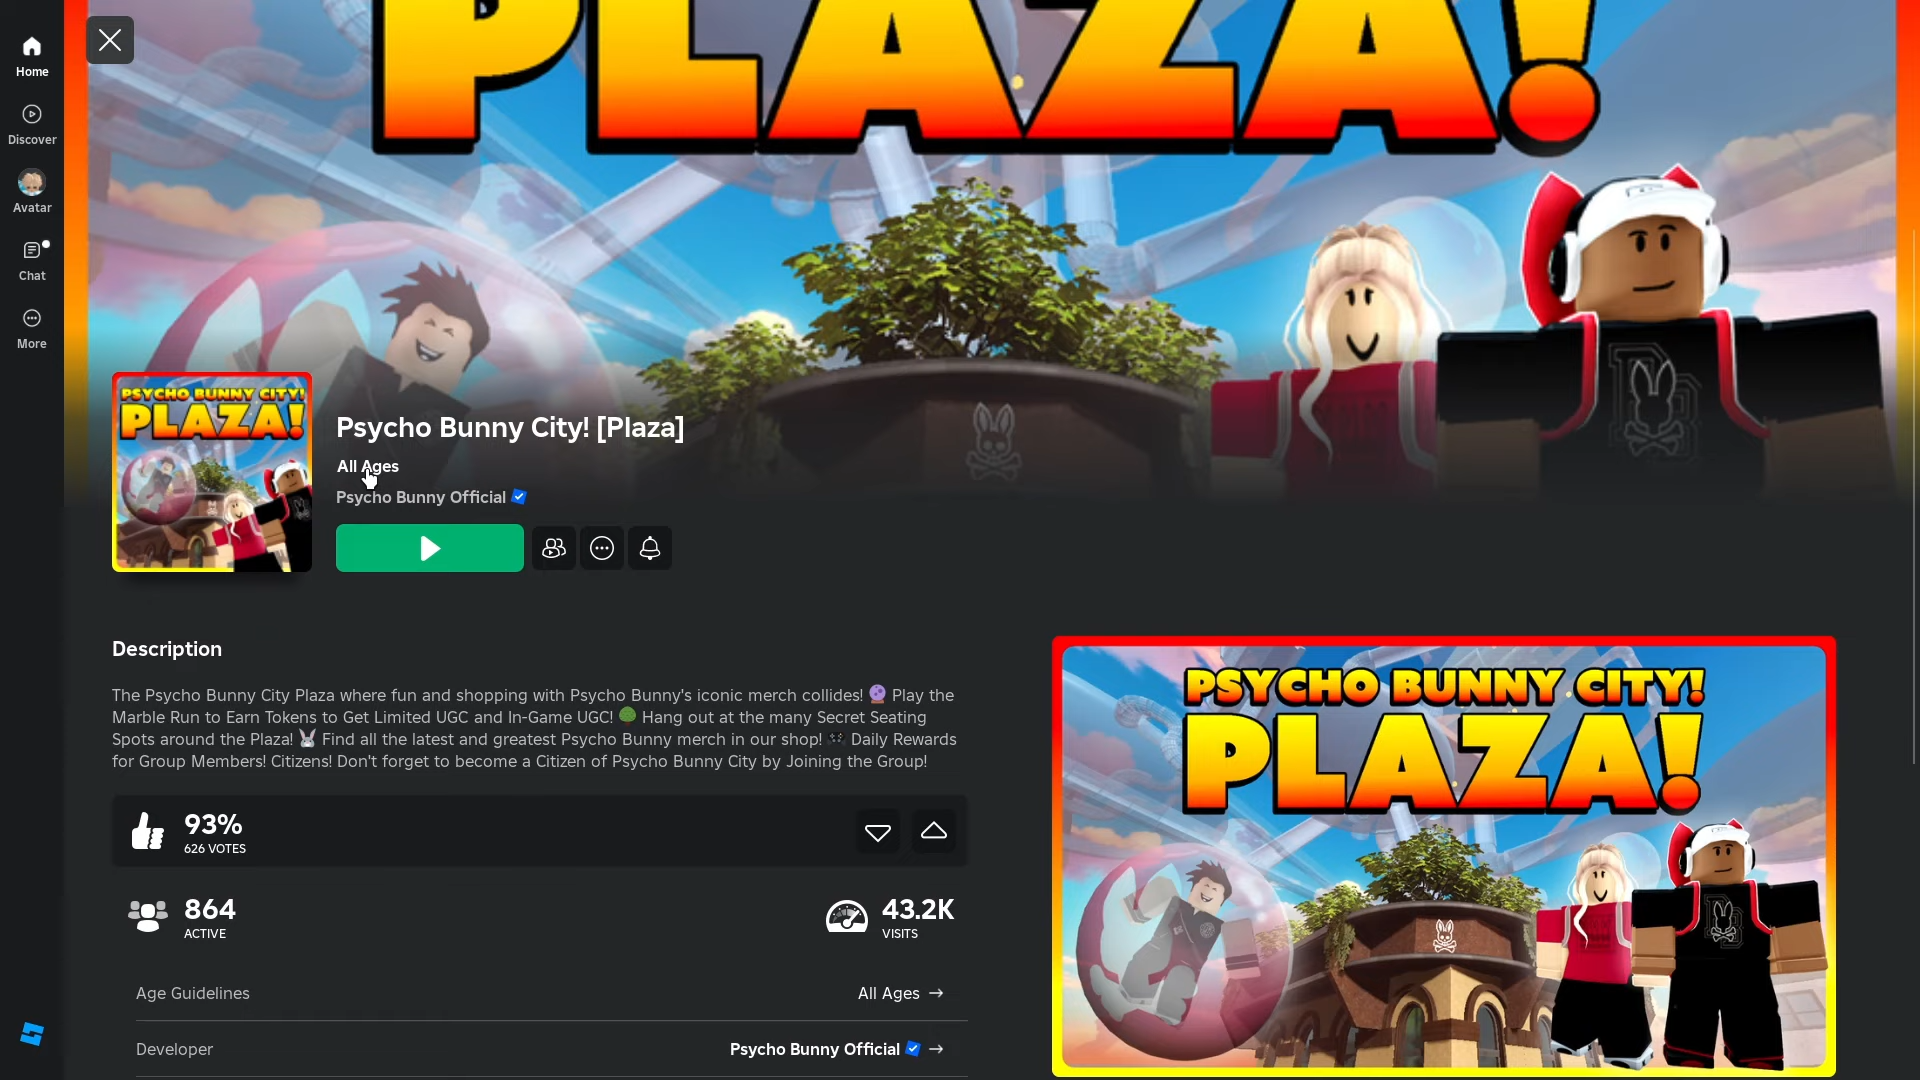 PLAZA!
Home
Discover
Avatar
Chat
More
PSYCHO BUNNY CITY!
PLAZA!
Psycho Bunny City! [Plaza]
All Ages
Psycho Bunny Official
Description
The Psycho Bunny City Plaza where fun and shopping with Psycho Bunny's iconic merch collides! 🔮 Play the
Marble Run to Earn Tokens to Get Limited UGC and In-Game UGC! 🟢 Hang out at the many Secret Seating
Spots around the Plaza! 🐰 Find all the latest and greatest Psycho Bunny merch in our shop! 🎮 Daily Rewards
for Group Members! Citizens! Don't forget to become a Citizen of Psycho Bunny City by Joining the Group!
93%
626 VOTES
864
ACTIVE
43.2K
VISITS
Age Guidelines
All Ages →
Developer
Psycho Bunny Official →
PSYCHO BUNNY CITY!
PLAZA!